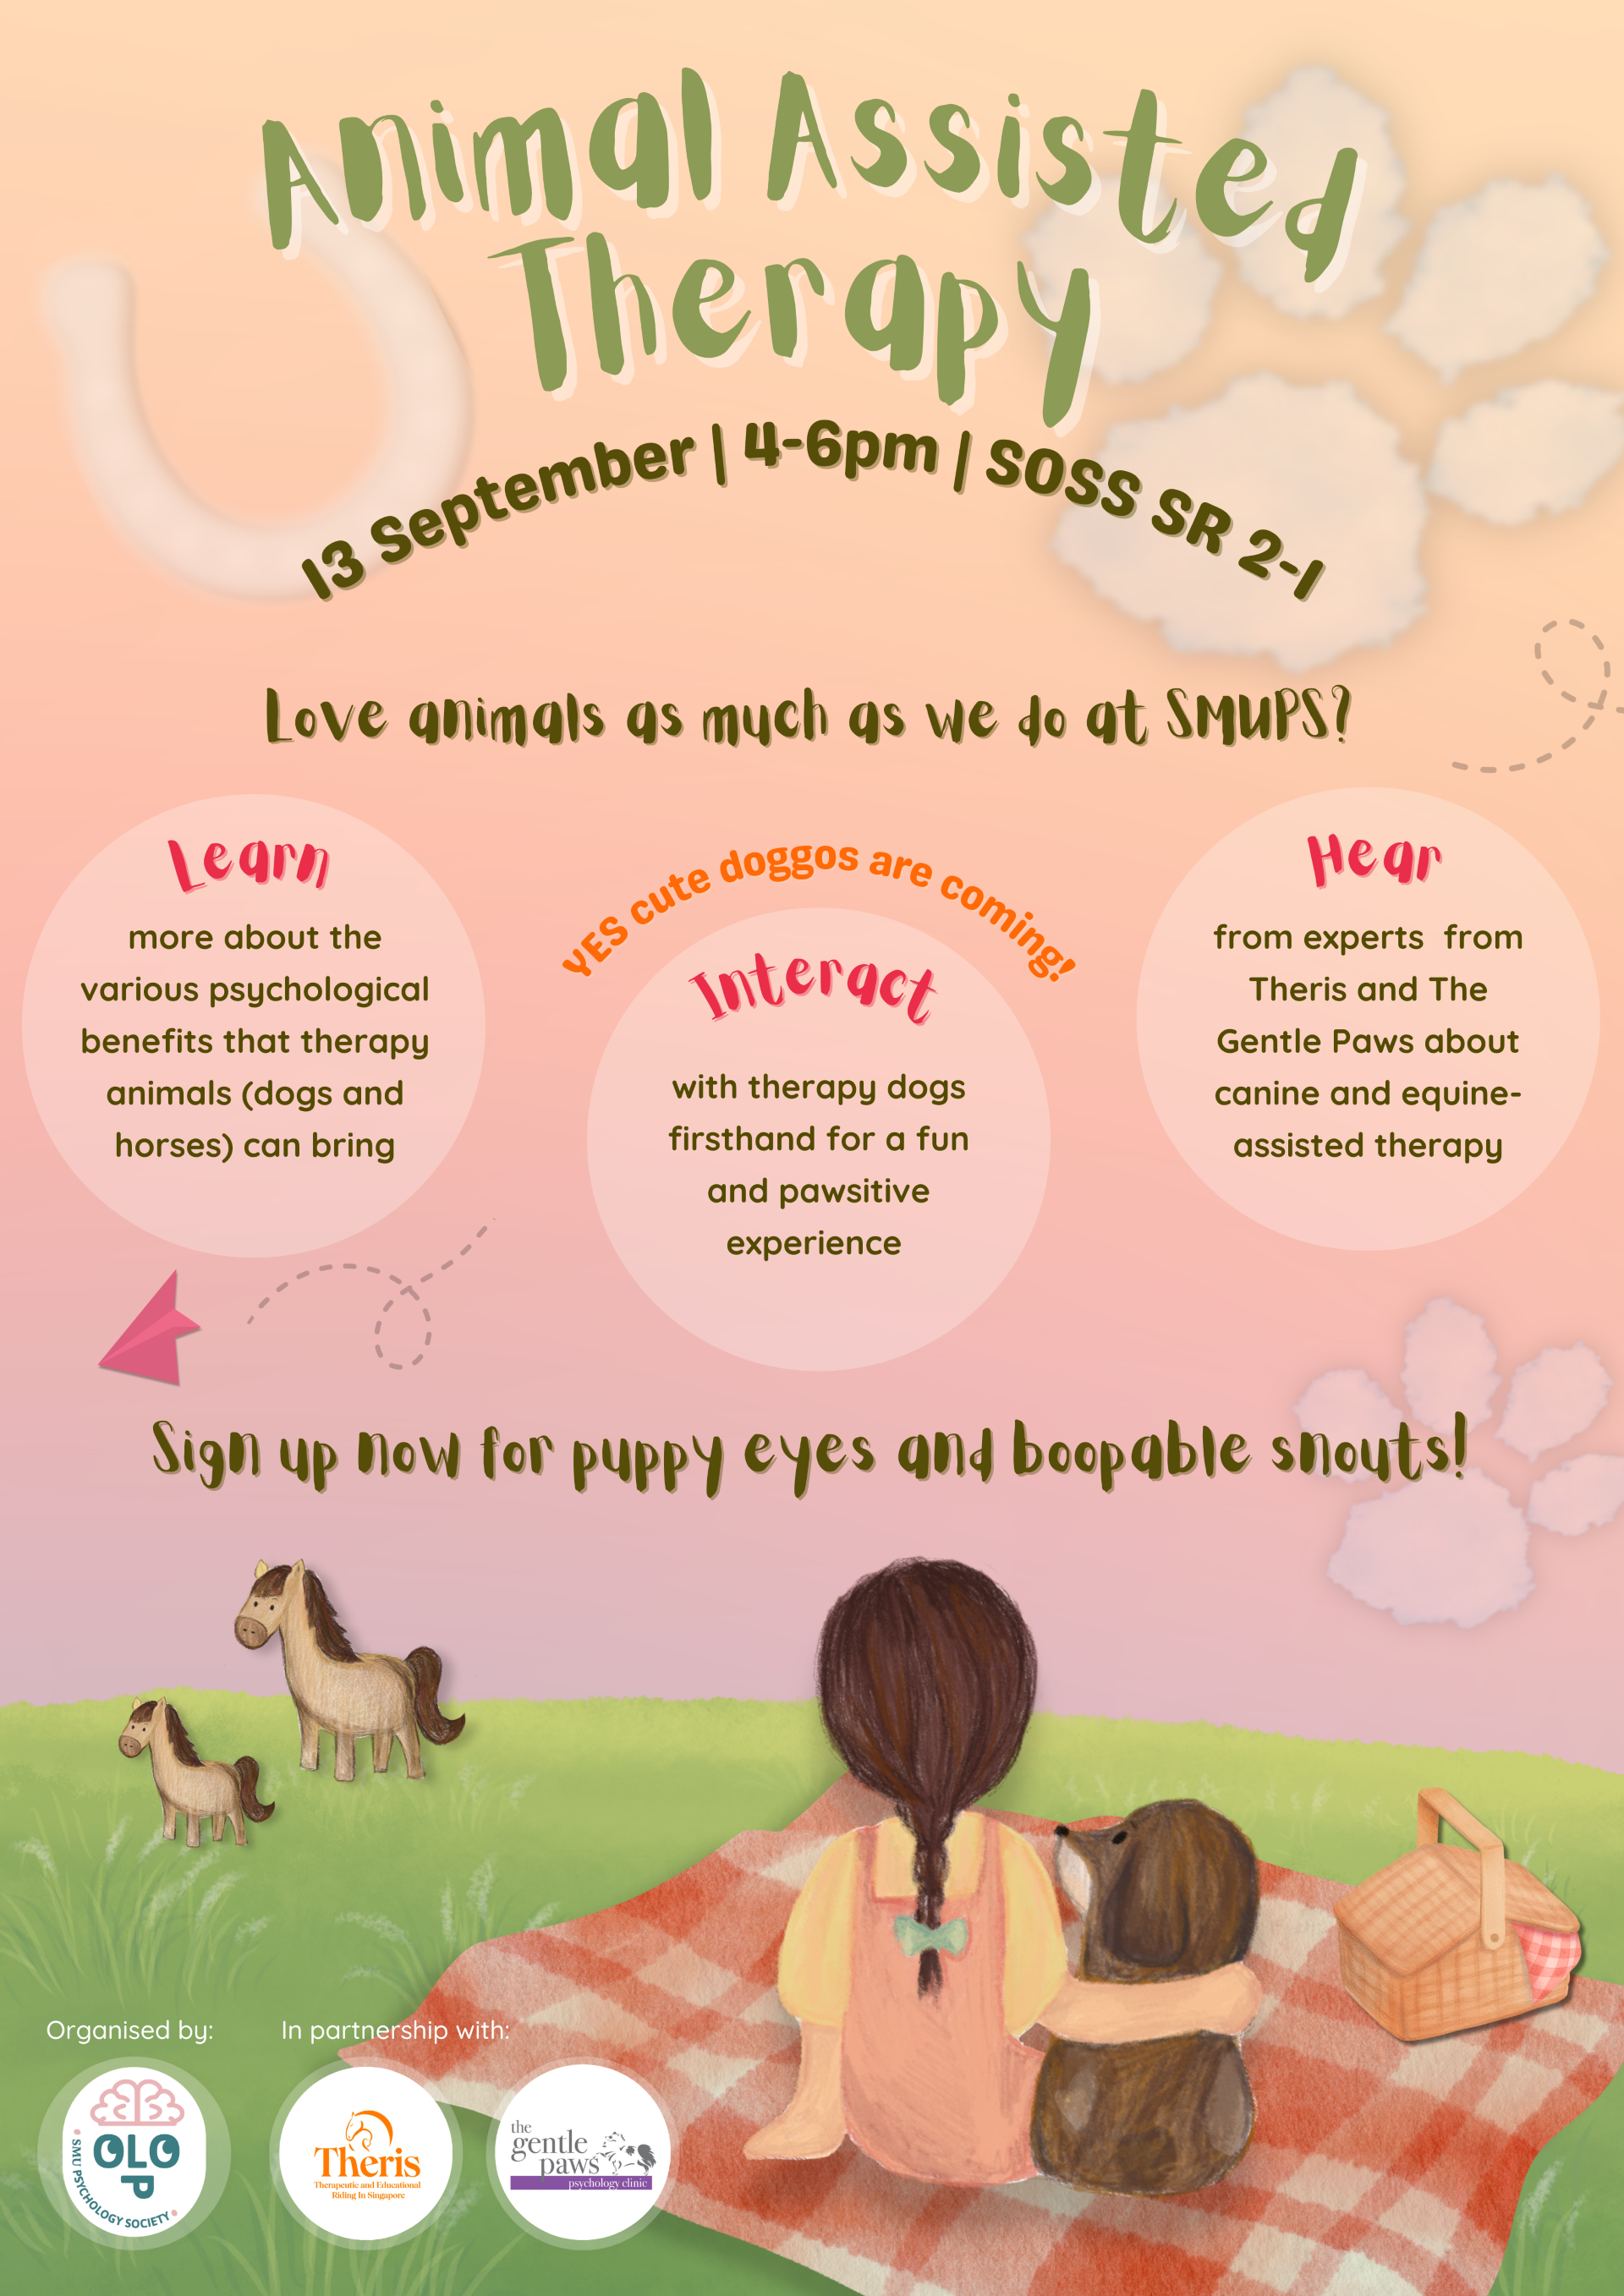 Animal Assisted
Therapy
13 September | 4-6pm | SOSS SR 2-1
Love animals as much as we do at SMUPS?
Learn
more about the
various psychological
benefits that therapy
animals (dogs and
horses) can bring
YES cute doggos are coming!
Interact
with therapy dogs
firsthand for a fun
and pawsitive
experience
Hear
from experts from
Theris and The
Gentle Paws about
canine and equine-
assisted therapy
Sign up now for puppy eyes and boopable snouts!
Organised by:
OLO
P
SMU PSYCHOLOGY SOCIETY
In partnership with:
Theris
Therapeutic and Educational
Riding In Singapore
the
gentle
paws
psychology clinic